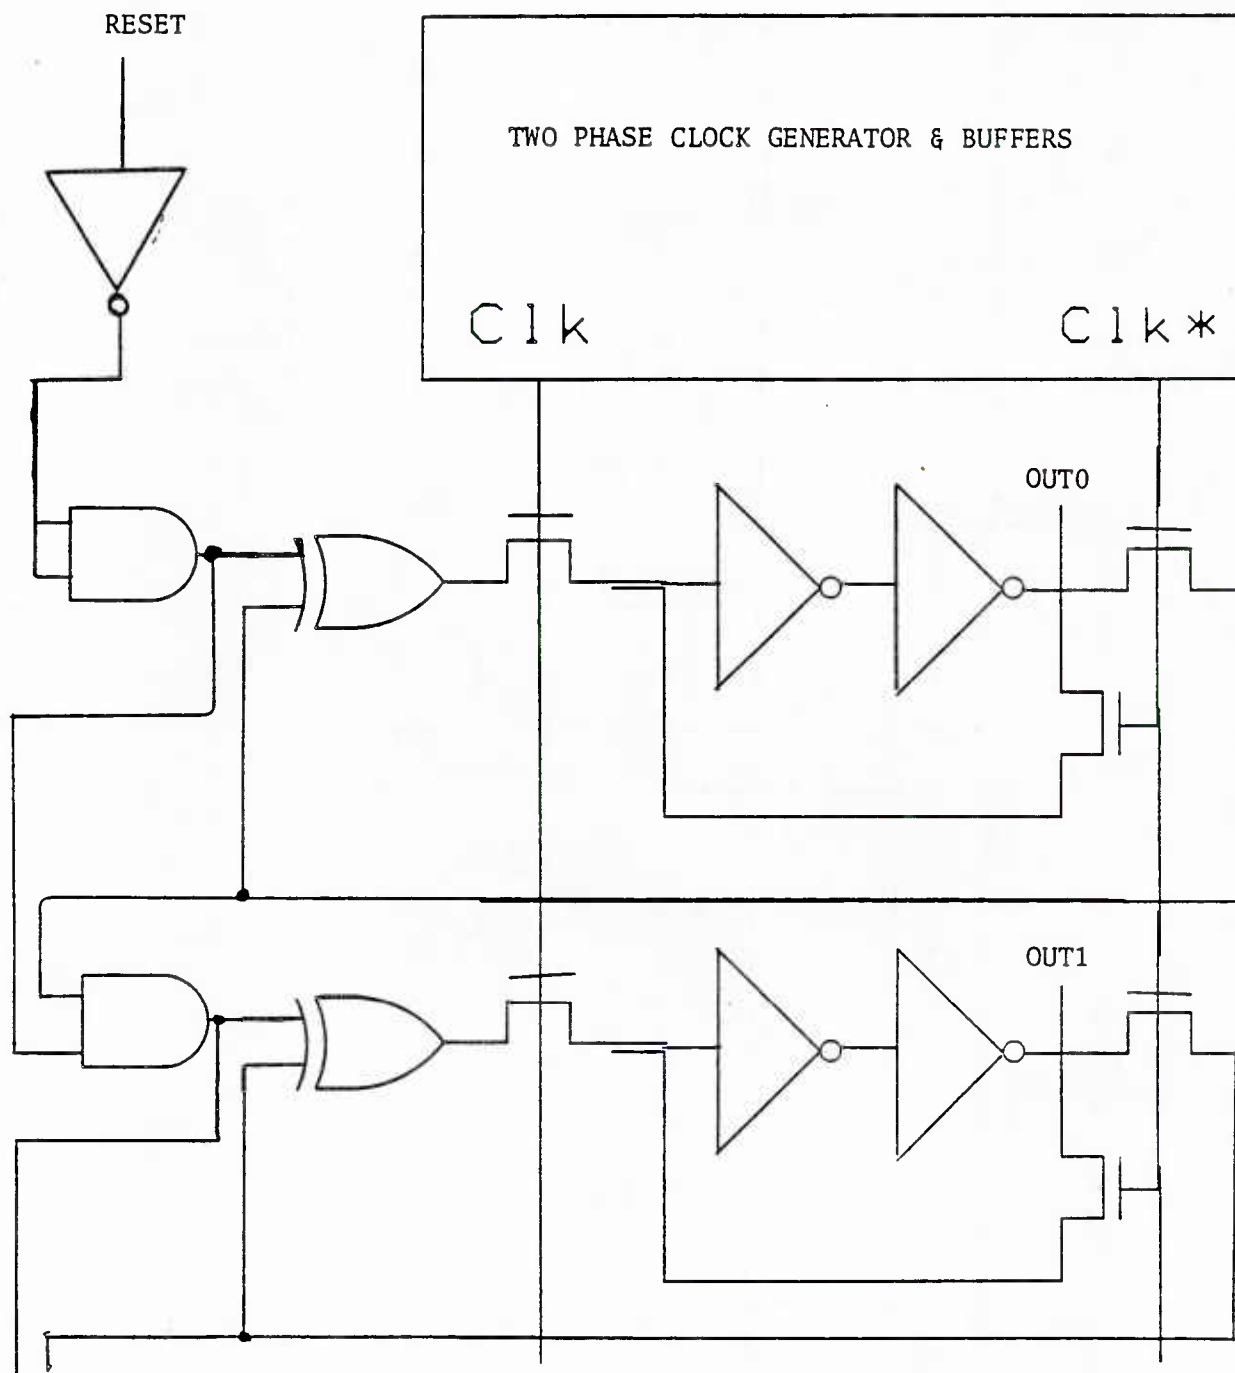 RESET
TWO PHASE CLOCK GENERATOR & BUFFERS
Clk
Clk*
OUT0
OUT1